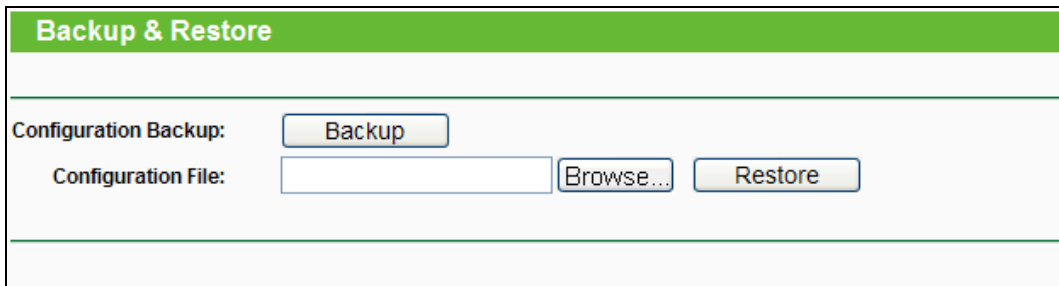 Backup & Restore
Configuration Backup: Backup
Configuration File: Browse... Restore